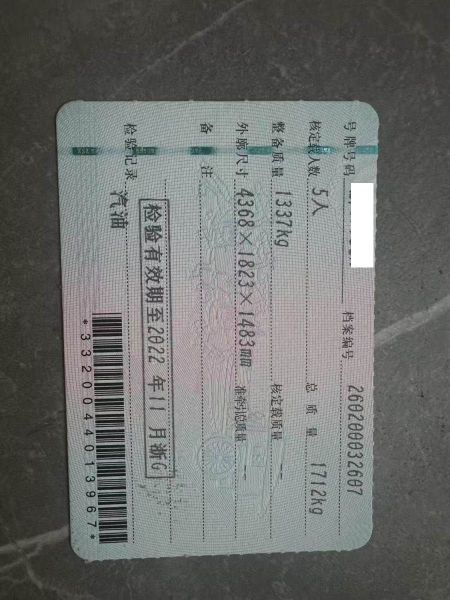 号牌号码 档案编号 260200032607
核定载人数 5人 总质量 1712kg
整备质量 1337kg 核定载质量 --
外廓尺寸 4368×1823×1483mm 准牵引总质量 --
备注
检验有效期至2022年11月浙G
检验记录 汽油
*3320044013967*